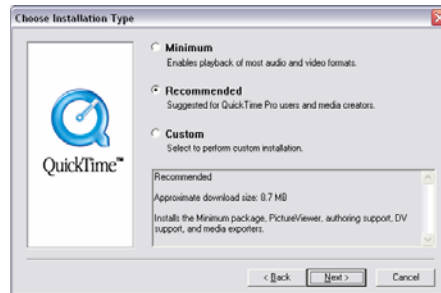 Choose Installation Type
Minimum
Enables playback of most audio and video formats.
Recommended
Suggested for QuickTime Pro users and media creators.
Custom
Select to perform custom installation.
QuickTime™
Recommended
Approximate download size: 8.7 MB
Installs the Minimum package, PictureViewer, authoring support, DV
support, and media exporters.
< Back
Next >
Cancel